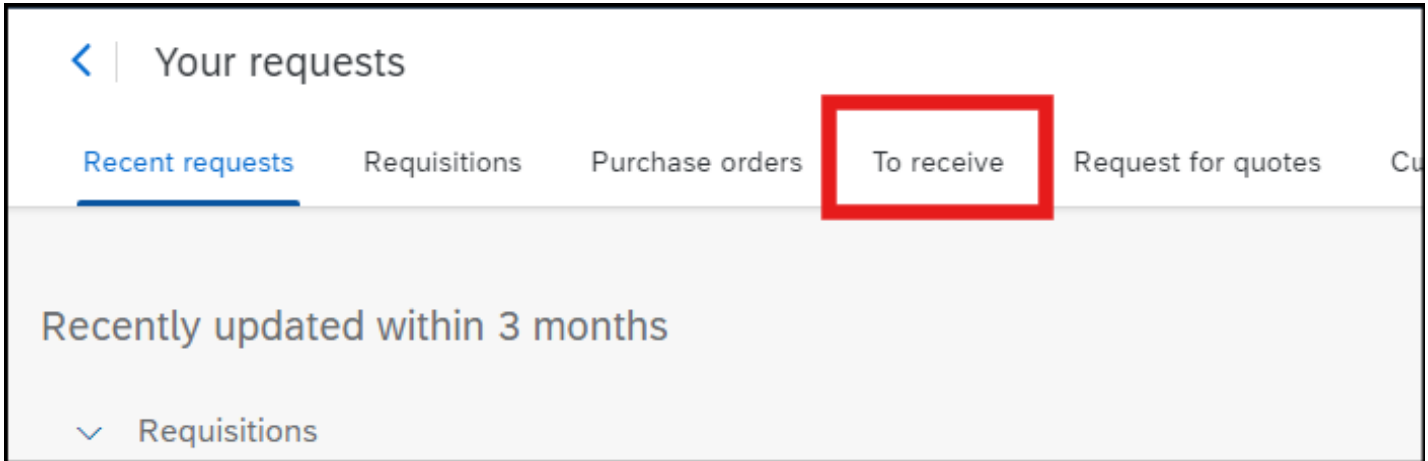 Your requests
Recent requests Requisitions Purchase orders To receive Request for quotes
Recently updated within 3 months
Requisitions